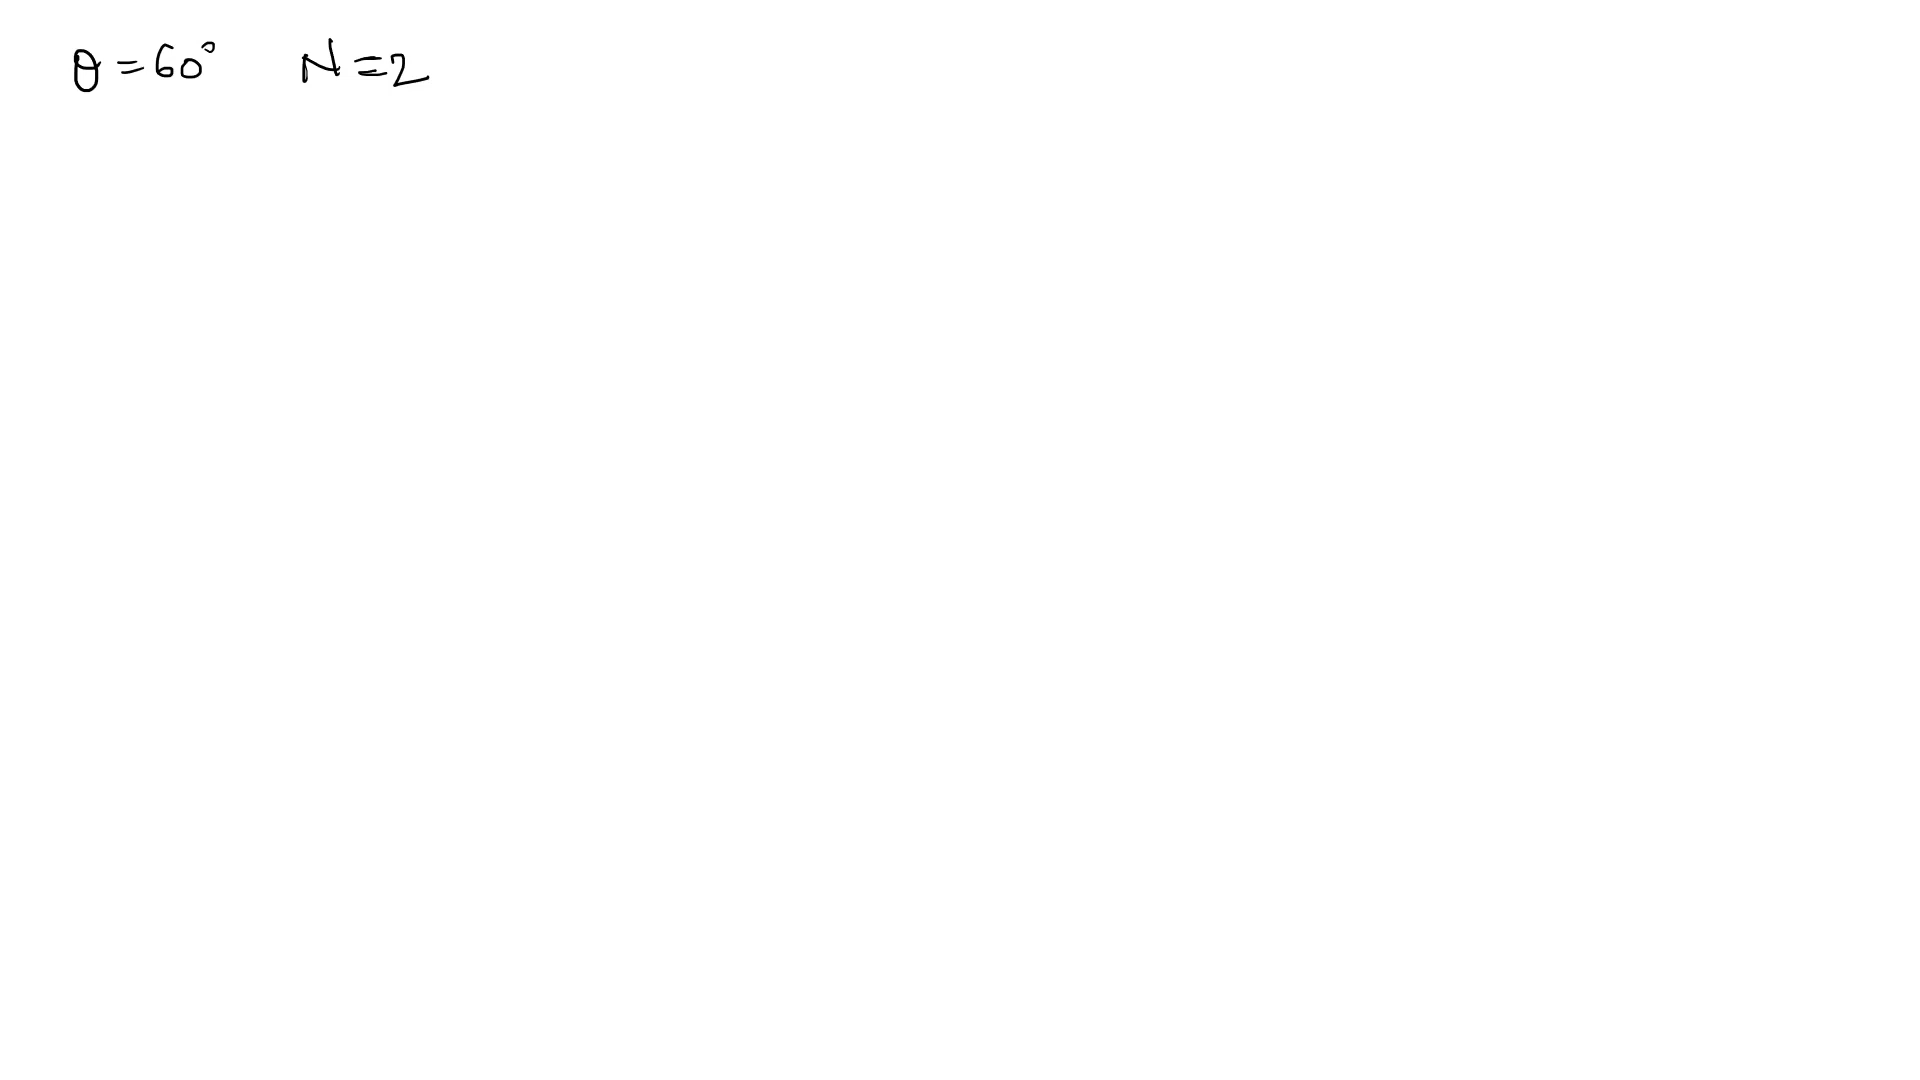 θ = 60° N = 2